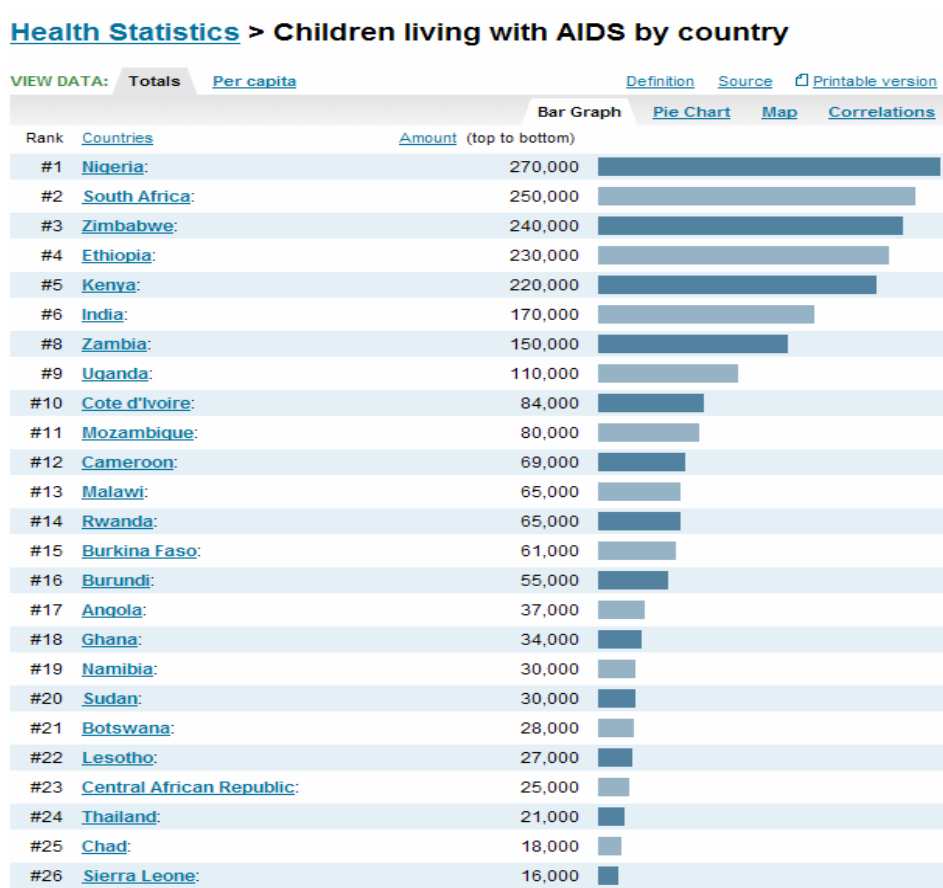 Health Statistics > Children living with AIDS by country
VIEW DATA: Totals Per capita Definition Source Printable version
Bar Graph Pie Chart Map Correlations
Rank Countries Amount (top to bottom)
#1 Nigeria: 270,000
#2 South Africa: 250,000
#3 Zimbabwe: 240,000
#4 Ethiopia: 230,000
#5 Kenya: 220,000
#6 India: 170,000
#8 Zambia: 150,000
#9 Uganda: 110,000
#10 Cote d'Ivoire: 84,000
#11 Mozambique: 80,000
#12 Cameroon: 69,000
#13 Malawi: 65,000
#14 Rwanda: 65,000
#15 Burkina Faso: 61,000
#16 Burundi: 55,000
#17 Angola: 37,000
#18 Ghana: 34,000
#19 Namibia: 30,000
#20 Sudan: 30,000
#21 Botswana: 28,000
#22 Lesotho: 27,000
#23 Central African Republic: 25,000
#24 Thailand: 21,000
#25 Chad: 18,000
#26 Sierra Leone: 16,000